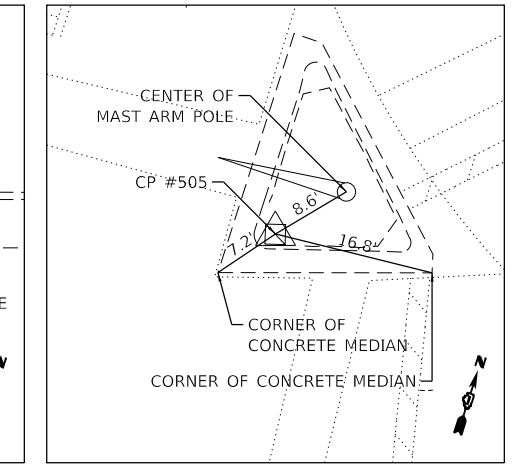 CENTER OF
MAST ARM POLE
CP #505
8.6'
7.2'
16.8'
CORNER OF
CONCRETE MEDIAN
CORNER OF CONCRETE MEDIAN
N
E
N